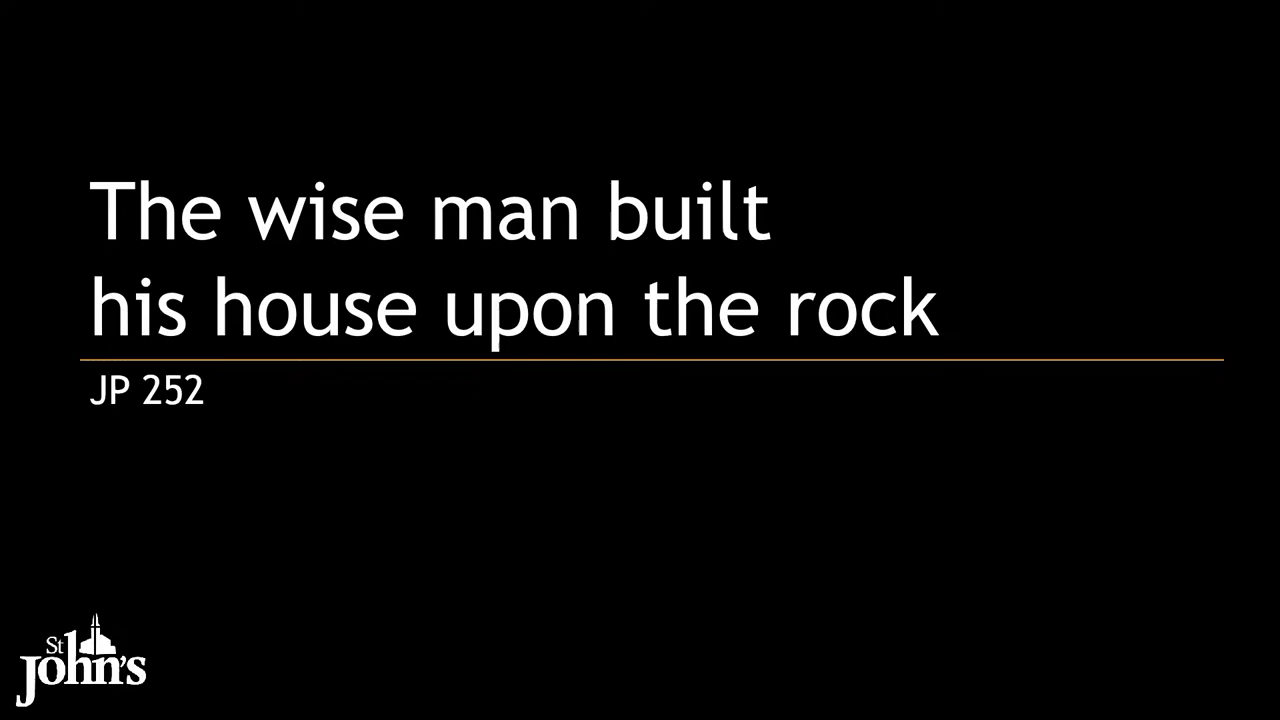 The wise man built
his house upon the rock
JP 252
St
John's